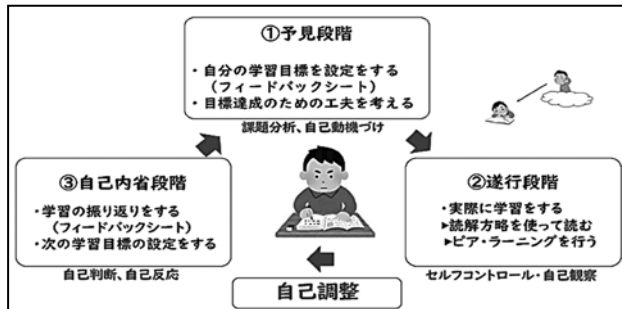 ①予見段階
・自分の学習目標を設定をする
（フィードバックシート）
・目標達成のための工夫を考える
課題分析、自己動機づけ
②遂行段階
・実際に学習をする
▶読解方略を使って読む
▶ピア・ラーニングを行う
セルフコントロール・自己観察
③自己内省段階
・学習の振り返りをする
（フィードバックシート）
・次の学習目標の設定をする
自己判断、自己反応
自己調整